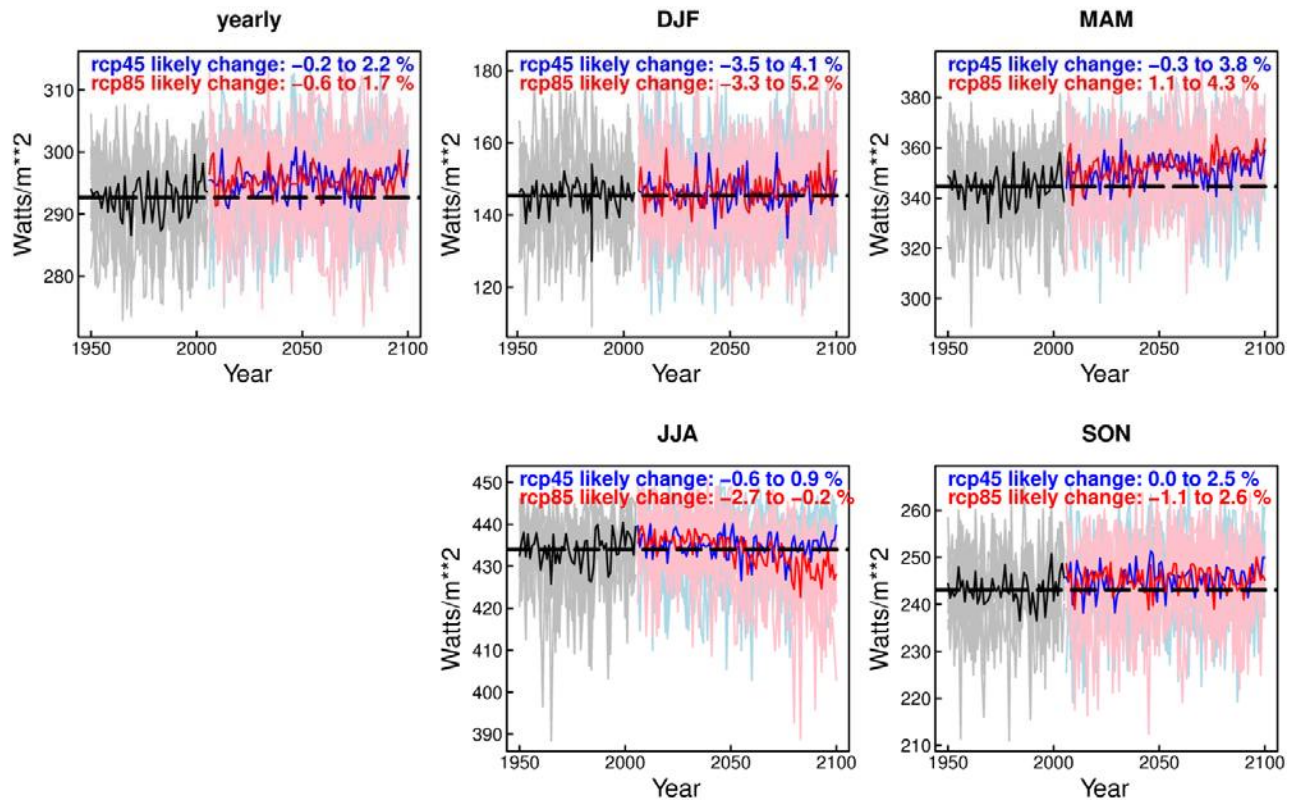 yearly
rcp45 likely change: −0.2 to 2.2 %
rcp85 likely change: −0.6 to 1.7 %
Watts/m**2
310
300
290
280
1950
2000
2050
2100
Year
DJF
rcp45 likely change: −3.5 to 4.1 %
rcp85 likely change: −3.3 to 5.2 %
Watts/m**2
180
160
140
120
1950
2000
2050
2100
Year
MAM
rcp45 likely change: −0.3 to 3.8 %
rcp85 likely change: 1.1 to 4.3 %
Watts/m**2
380
360
340
320
300
1950
2000
2050
2100
Year
JJA
rcp45 likely change: −0.6 to 0.9 %
rcp85 likely change: −2.7 to −0.2 %
Watts/m**2
450
440
430
420
400
390
1950
2000
2050
2100
Year
SON
rcp45 likely change: 0.0 to 2.5 %
rcp85 likely change: −1.1 to 2.6 %
Watts/m**2
260
250
240
230
220
210
1950
2000
2050
2100
Year